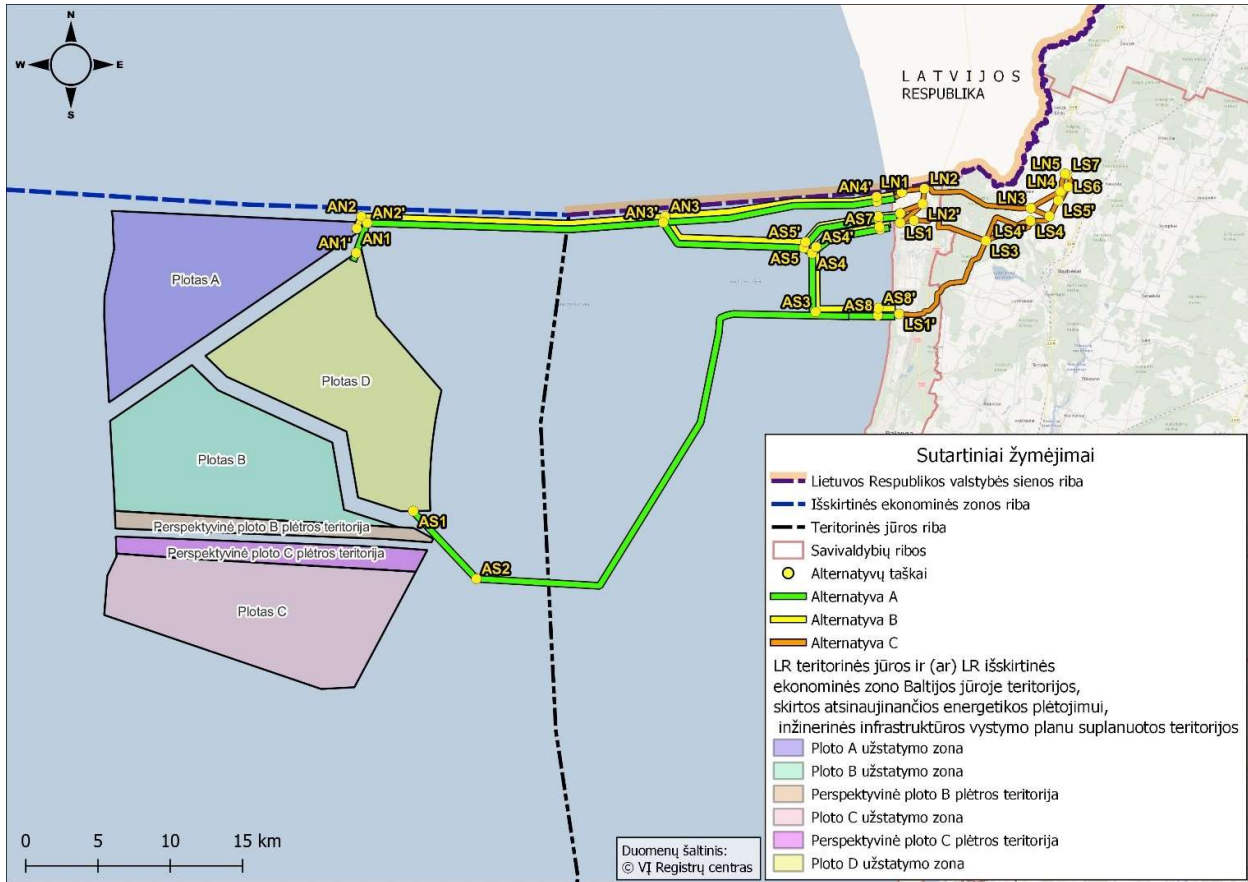 N
W
E
S
LATVIJOS
RESPUBLIKA
AN2
AN2'
AN1'
AN1
AN3'
AN3
AN4'
LN1
LN2
LN5
LS7
LN4
LS6
LN3
LS5'
AS7
LN2'
LS4'
LS4
AS5'
AS4'
LS1
LS3
AS5
AS4
AS3
AS8
AS8'
LS1'
AS1
AS2
Plotas A
Plotas D
Plotas B
Perspektyvinė ploto B plėtros teritorija
Perspektyvinė ploto C plėtros teritorija
Plotas C
Sutartiniai žymėjimai
Lietuvos Respublikos valstybės sienos riba
Išskirtinės ekonominės zonos riba
Teritorinės jūros riba
Savivaldybių ribos
Alternatyvų taškai
Alternatyva A
Alternatyva B
Alternatyva C
LR teritorinės jūros ir (ar) LR išskirtinės
ekonominės zono Baltijos jūroje teritorijos,
skirtos atsinaujinančios energetikos plėtojimui,
inžinerinės infrastruktūros vystymo planu suplanuotos teritorijos
Ploto A užstatymo zona
Ploto B užstatymo zona
Perspektyvinė ploto B plėtros teritorija
Ploto C užstatymo zona
Perspektyvinė ploto C plėtros teritorija
Ploto D užstatymo zona
0 5 10 15 km
Duomenų šaltinis:
© VĮ Registrų centras